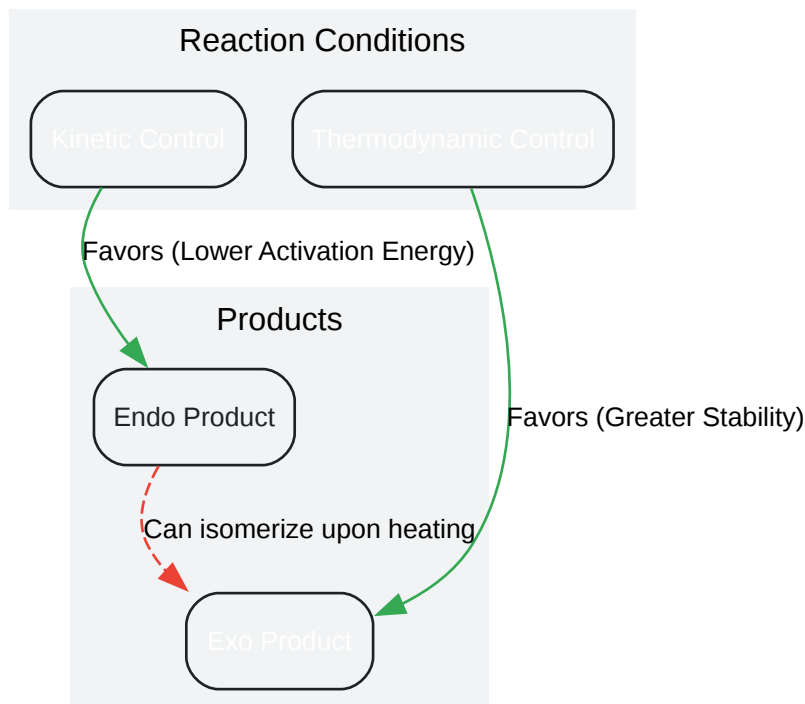 Reaction Conditions
Kinetic Control
Thermodynamic Control
Favors (Lower Activation Energy)
Products
Endo Product
Favors (Greater Stability)
Can isomerize upon heating
Exo Product